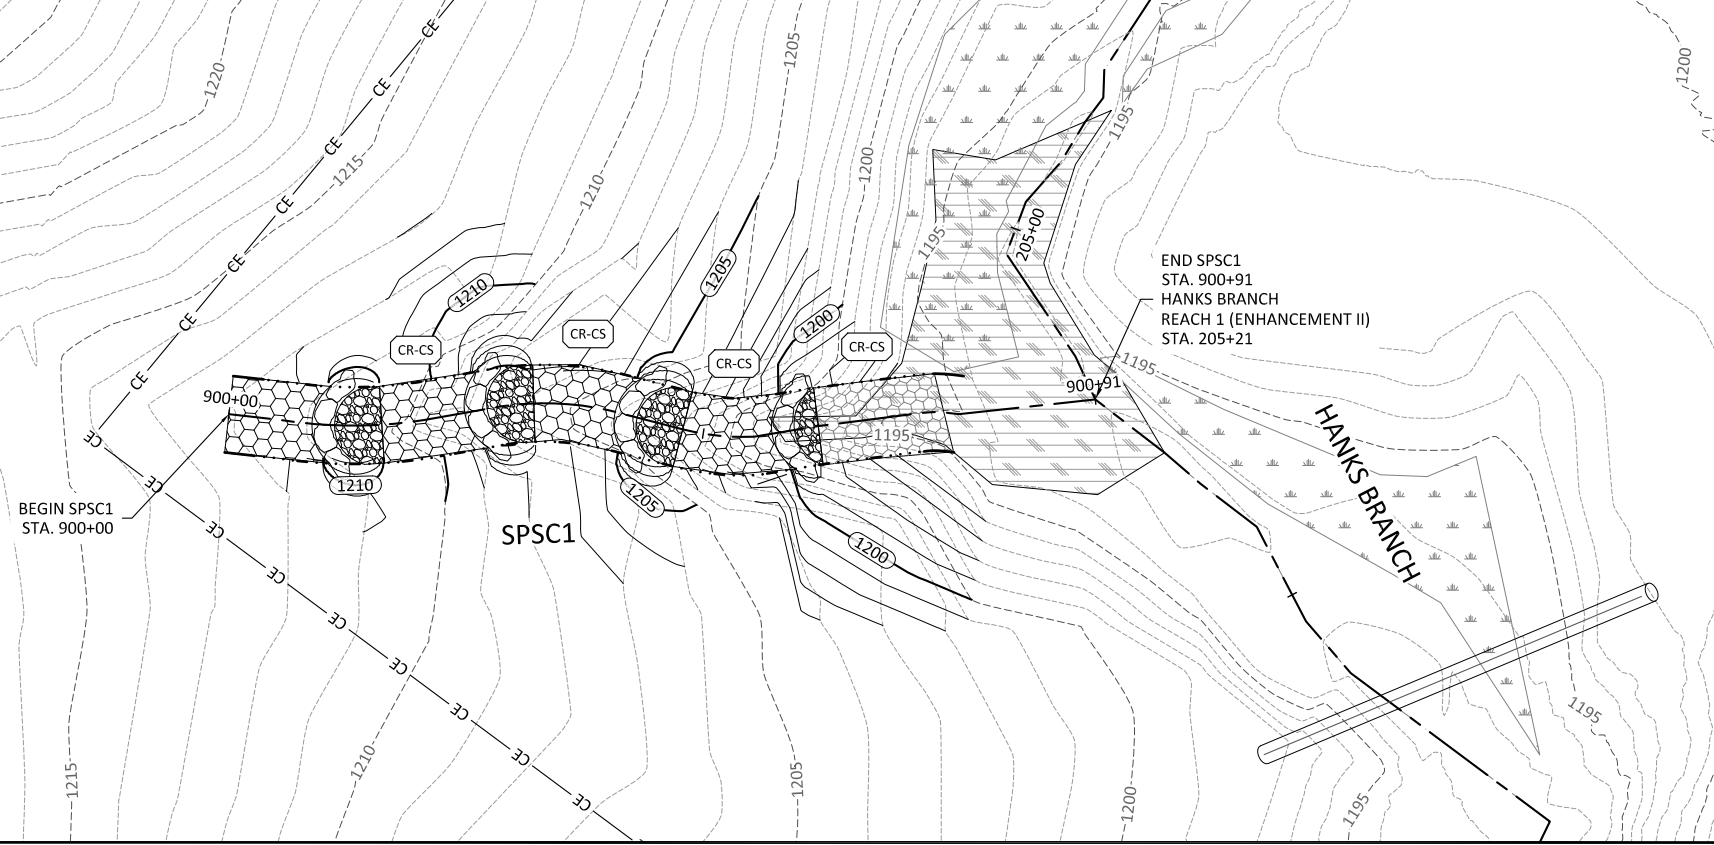 CE
1205
1220
1200
CE
1195
CE
1215
1200
1210
CE
205+00
1195
CE
1205
END SPSC1
STA. 900+91
HANKS BRANCH
REACH 1 (ENHANCEMENT II)
STA. 205+21
1210
CE
1200
CR-CS
CR-CS
CR-CS
CR-CS
1195
CE
900+91
900+00
1195
CE
HANKS BRANCH
CE
1210
1205
BEGIN SPSC1
STA. 900+00
CE
SPSC1
1200
CE
CE
CE
CE
1195
CE
1210
1215
1205
1200
1195
CE